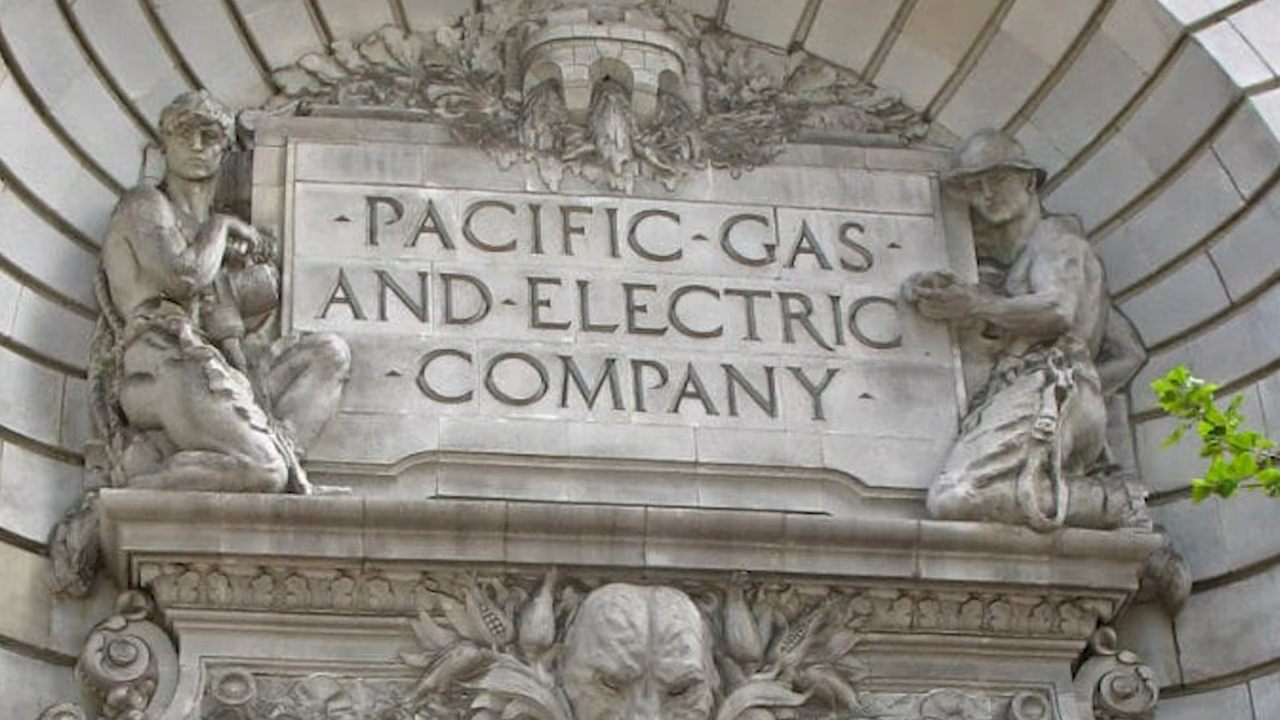 · PACIFIC · GAS ·
AND · ELECTRIC
· COMPANY ·